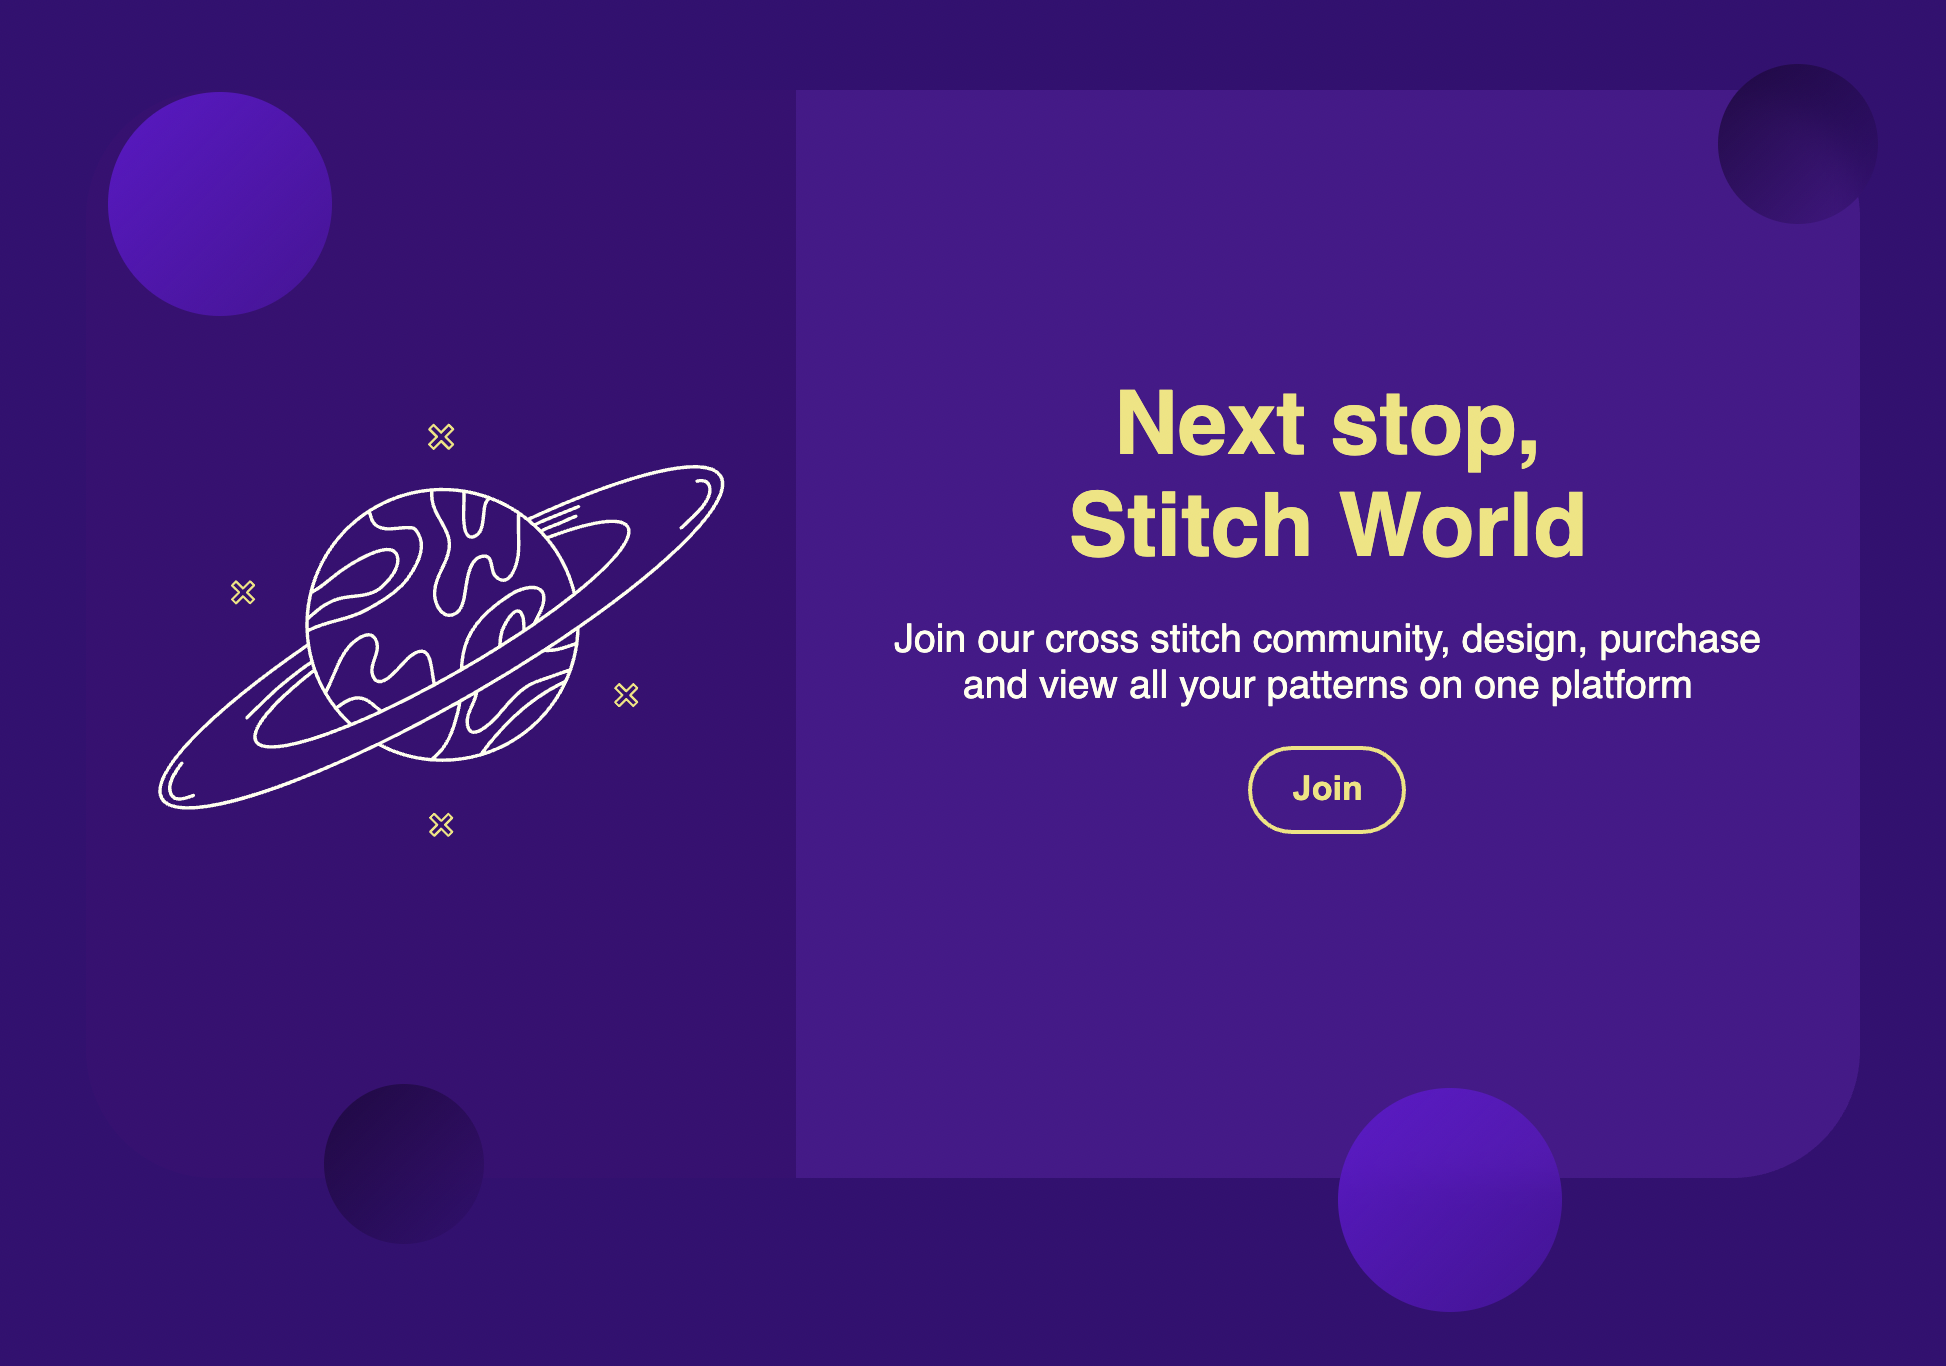 Next stop,
Stitch World
Join our cross stitch community, design, purchase
and view all your patterns on one platform
Join